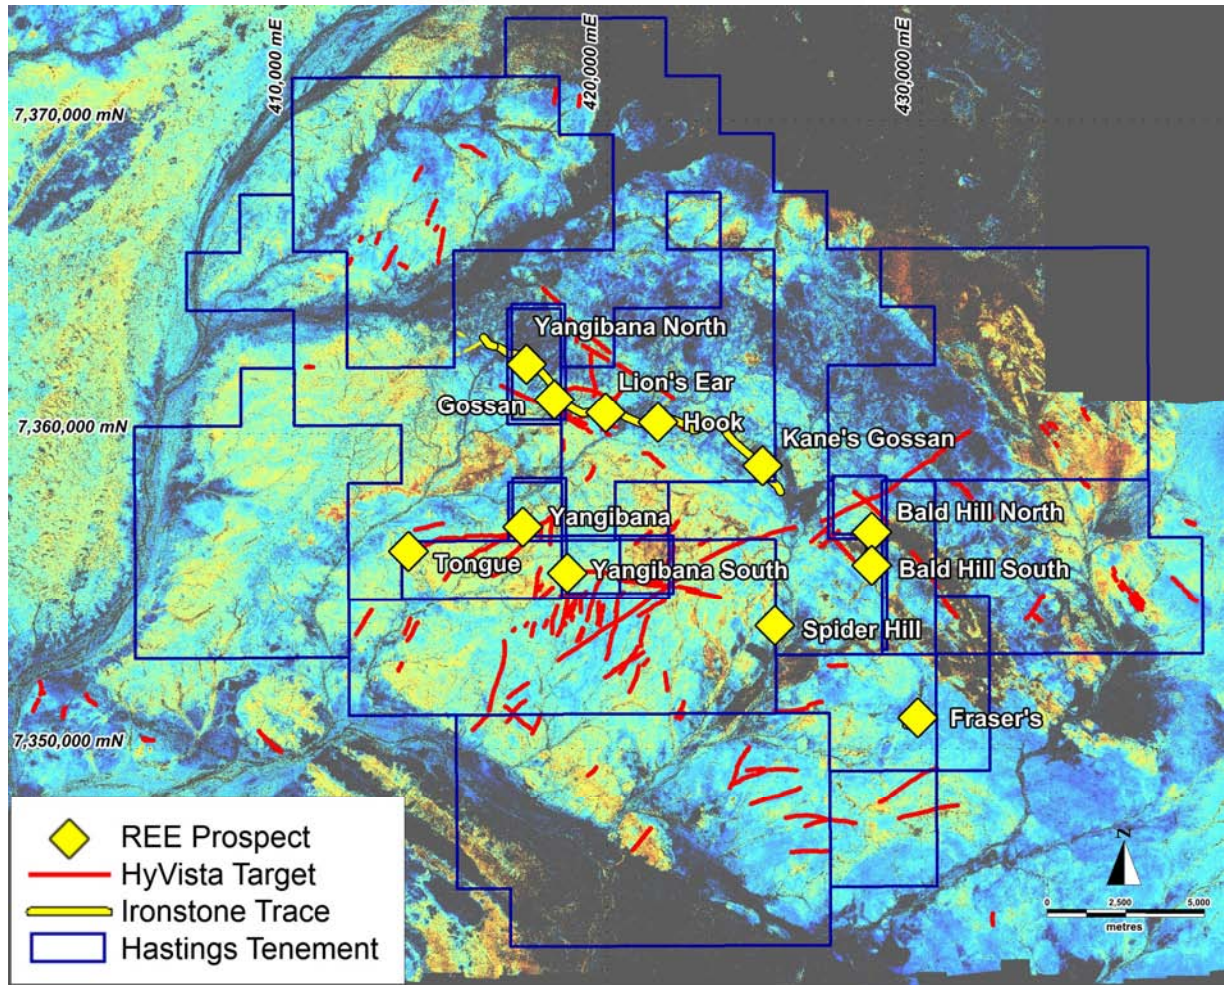 410,000 mE
420,000 mE
430,000 mE
7,370,000 mN
Yangibana North
Lion's Ear
Gossan
Hook
7,360,000 mN
Kane's Gossan
Yangibana
Bald Hill North
Tongue
Yangibana South
Bald Hill South
Spider Hill
Fraser's
7,350,000 mN
REE Prospect
HyVista Target
Ironstone Trace
Hastings Tenement
N
0 2,500 5,000
metres